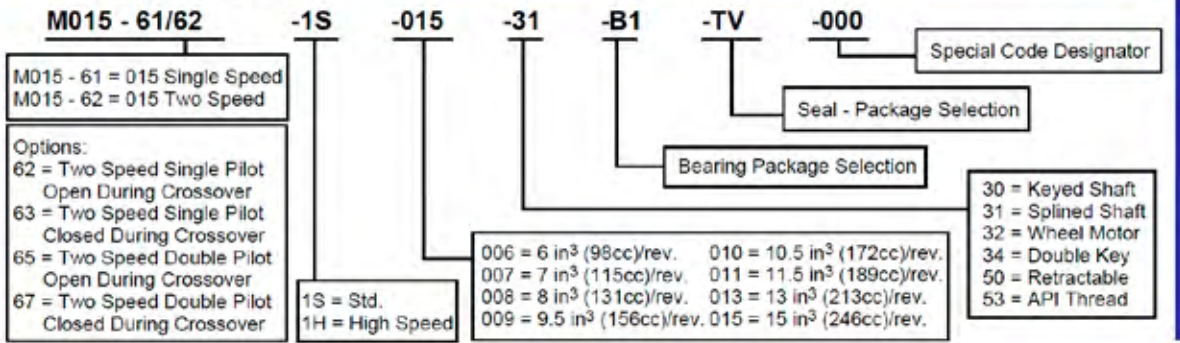 M015 - 61/62 -1S -015 -31 -B1 -TV -000
Special Code Designator
M015 - 61 = 015 Single Speed
M015 - 62 = 015 Two Speed
Seal - Package Selection
Options:
62 = Two Speed Single Pilot
Open During Crossover
63 = Two Speed Single Pilot
Closed During Crossover
65 = Two Speed Double Pilot
Open During Crossover
67 = Two Speed Double Pilot
Closed During Crossover
Bearing Package Selection
1S = Std.
1H = High Speed
006 = 6 in³ (98cc)/rev. 010 = 10.5 in³ (172cc)/rev.
007 = 7 in³ (115cc)/rev. 011 = 11.5 in³ (189cc)/rev.
008 = 8 in³ (131cc)/rev. 013 = 13 in³ (213cc)/rev.
009 = 9.5 in³ (156cc)/rev. 015 = 15 in³ (246cc)/rev.
30 = Keyed Shaft
31 = Splined Shaft
32 = Wheel Motor
34 = Double Key
50 = Retractable
53 = API Thread